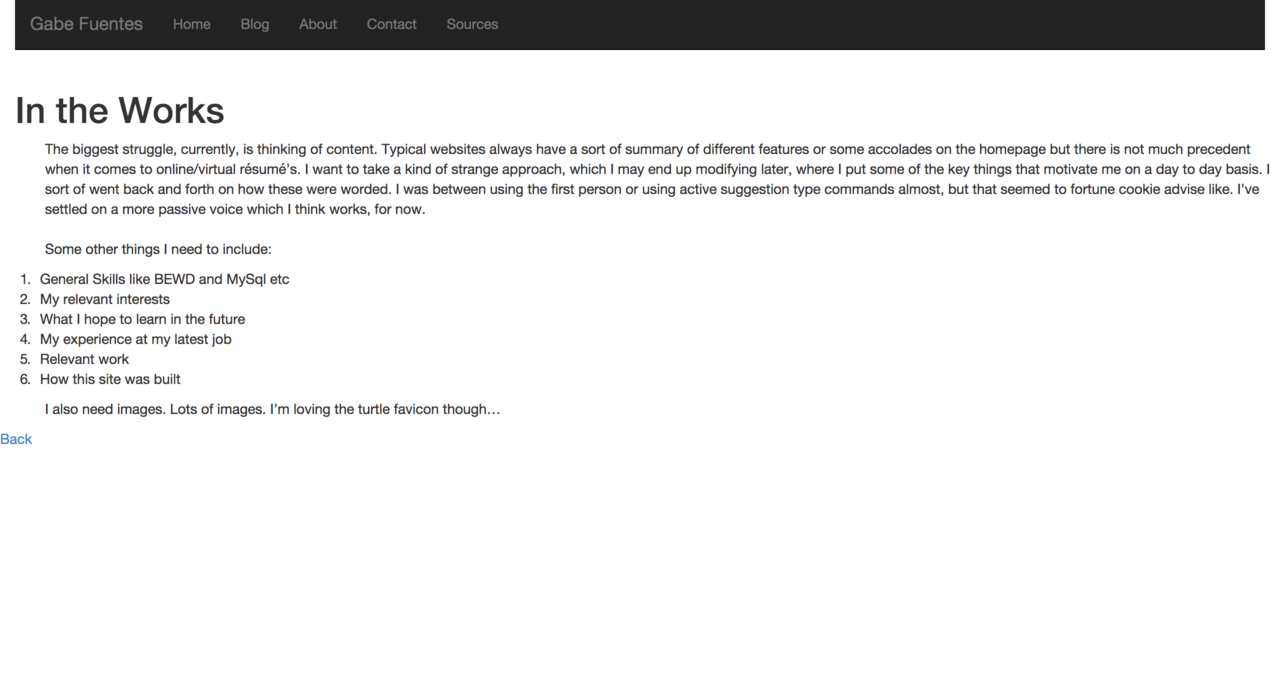 Gabe Fuentes Home Blog About Contact Sources
In the Works
The biggest struggle, currently, is thinking of content. Typical websites always have a sort of summary of different features or some accolades on the homepage but there is not much precedent
when it comes to online/virtual résumé’s. I want to take a kind of strange approach, which I may end up modifying later, where I put some of the key things that motivate me on a day to day basis. I
sort of went back and forth on how these were worded. I was between using the first person or using active suggestion type commands almost, but that seemed to fortune cookie advise like. I’ve
settled on a more passive voice which I think works, for now.
Some other things I need to include:
1. General Skills like BEWD and MySql etc
2. My relevant interests
3. What I hope to learn in the future
4. My experience at my latest job
5. Relevant work
6. How this site was built
I also need images. Lots of images. I’m loving the turtle favicon though…
Back